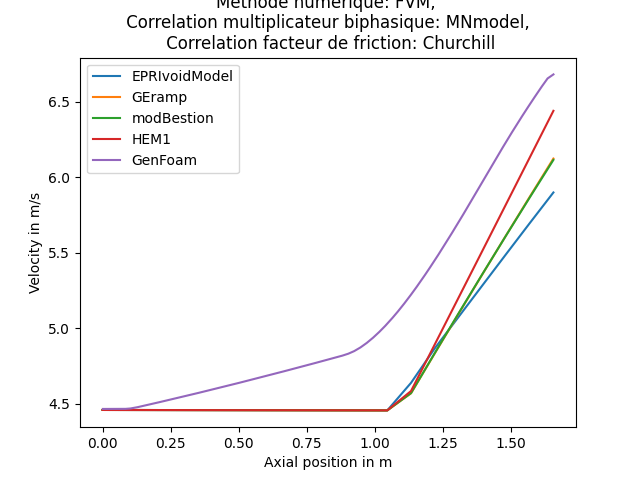 Méthode numérique: FVM,
Correlation multiplicateur biphasique: MNmodel,
Correlation facteur de friction: Churchill
EPRIvoidModel
GEramp
modBestion
HEM1
GenFoam
6.5
6.0
5.5
5.0
4.5
Velocity in m/s
0.00 0.25 0.50 0.75 1.00 1.25 1.50
Axial position in m